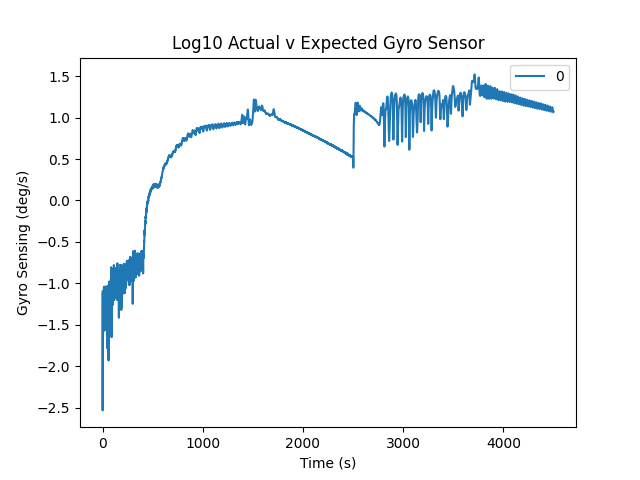 Log10 Actual v Expected Gyro Sensor
0
1.5
1.0
0.5
0.0
−0.5
−1.0
−1.5
−2.0
−2.5
Gyro Sensing (deg/s)
0 1000 2000 3000 4000
Time (s)